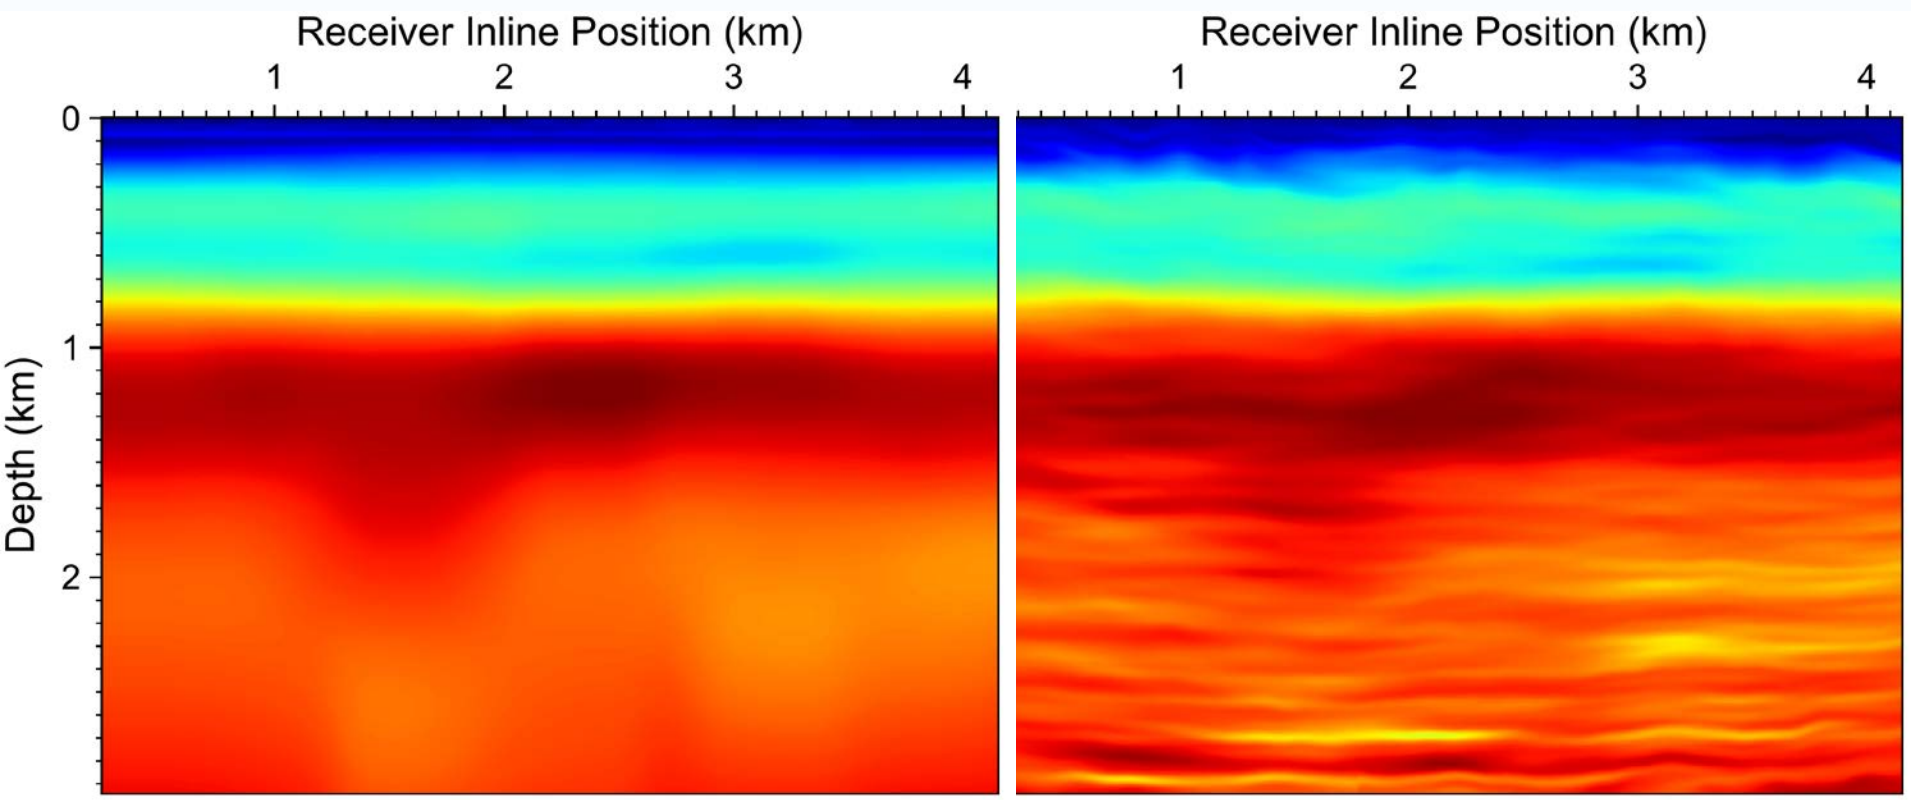 Receiver Inline Position (km) Receiver Inline Position (km)
1 2 3 4 1 2 3 4
0
1
Depth (km)
2